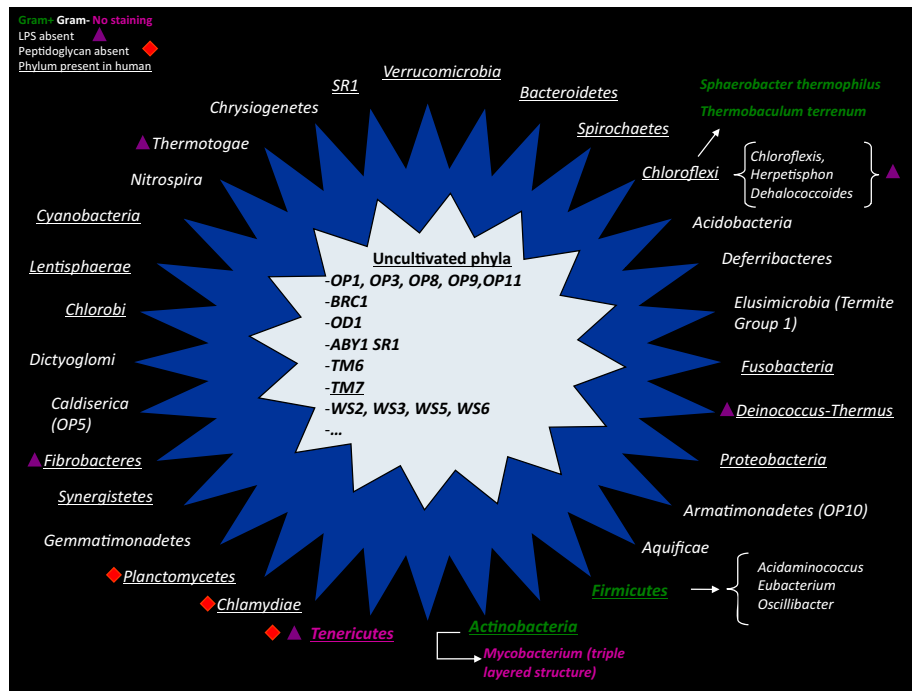 Gram+ Gram- No staining
LPS absent
Peptidoglycan absent
Phylum present in human
Verrucomicrobia
SR1
Bacteroidetes
Chrysiogenetes
Spirochaetes
Thermotogae
Nitrospira
Cyanobacteria
Lentisphaerae
Chlorobi
Dictyoglomi
Caldiserica
(OP5)
Fibrobacteres
Synergistetes
Gemmatimonadetes
Planctomycetes
Chlamydiae
Tenericutes
Sphaerobacter thermophilus
Thermobaculum terrenum
Chloroflexi
Chloroflexis,
Herpetisphon
Dehalococcoides
Acidobacteria
Deferribacteres
Elusimicrobia (Termite
Group 1)
Fusobacteria
Deinococcus-Thermus
Proteobacteria
Armatimonadetes (OP10)
Aquificae
Firmicutes
Acidaminococcus
Eubacterium
Oscillibacter
Actinobacteria
Mycobacterium (triple
layered structure)
Uncultivated phyla
-OP1, OP3, OP8, OP9,OP11
-BRC1
-OD1
-ABY1 SR1
-TM6
-TM7
-WS2, WS3, WS5, WS6
-...